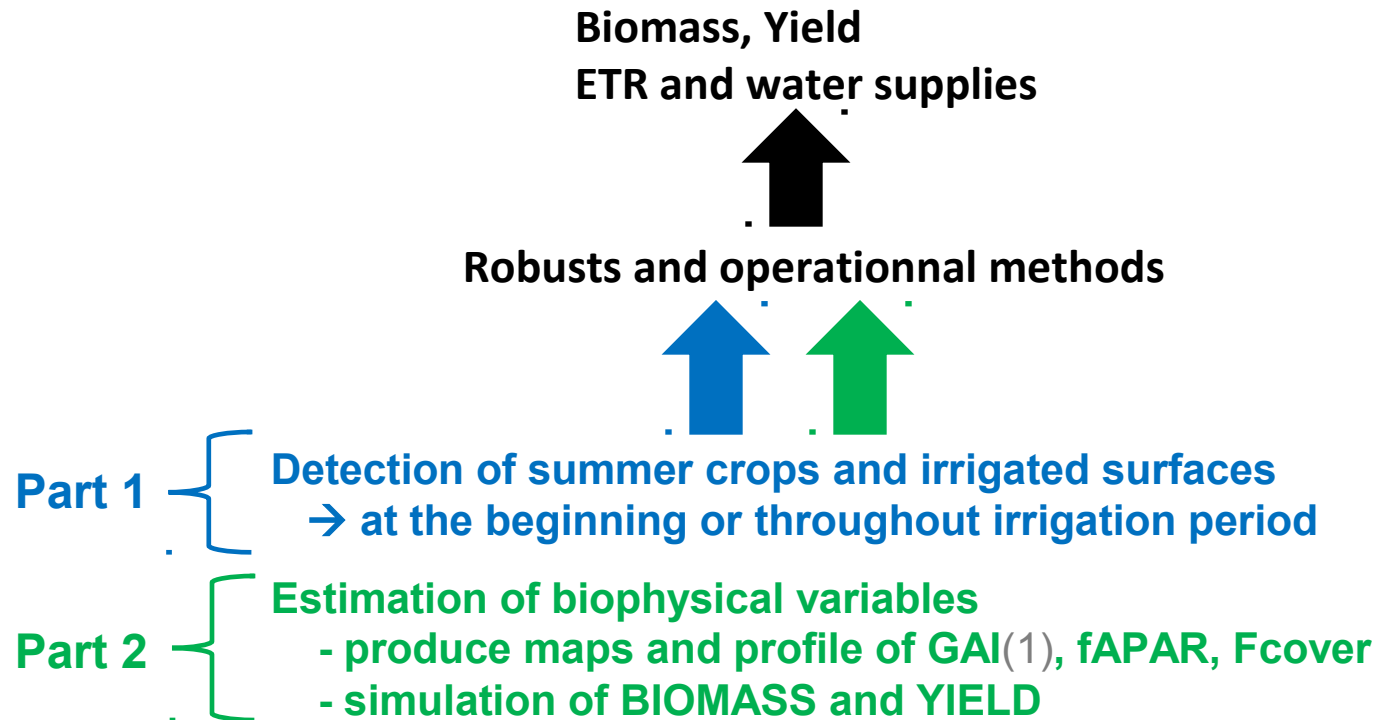 Biomass, Yield
ETR and water supplies
Robusts and operationnal methods
Part 1
Detection of summer crops and irrigated surfaces
→ at the beginning or throughout irrigation period
Part 2
Estimation of biophysical variables
- produce maps and profile of GAI(1), fAPAR, Fcover
- simulation of BIOMASS and YIELD